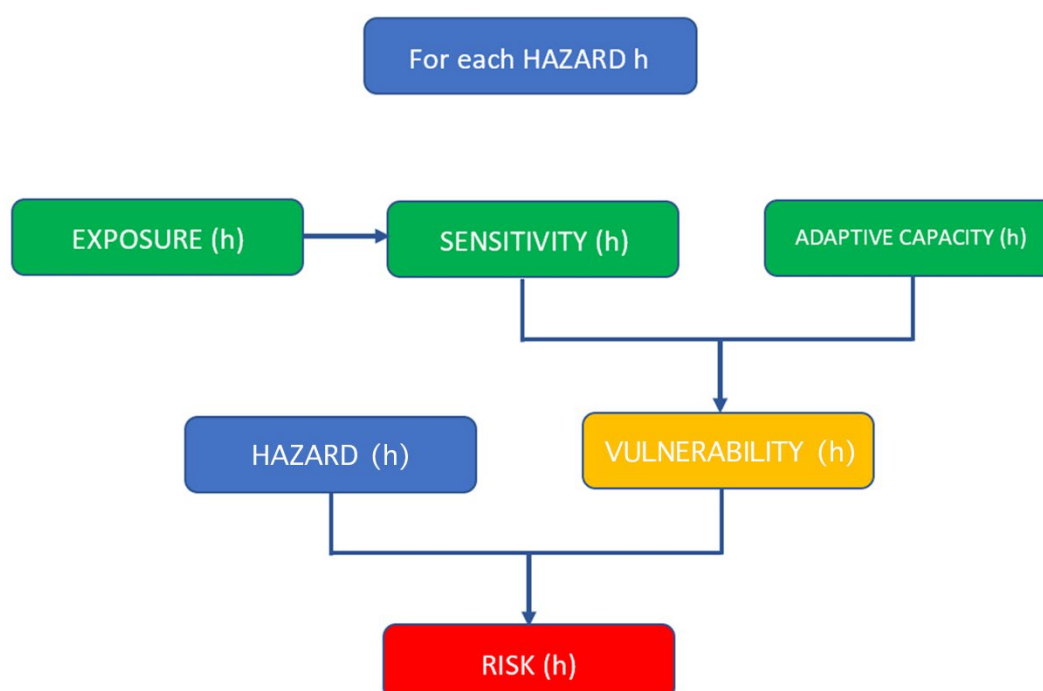 For each HAZARD h
EXPOSURE (h)
SENSITIVITY (h)
ADAPTIVE CAPACITY (h)
HAZARD (h)
VULNERABILITY (h)
RISK (h)